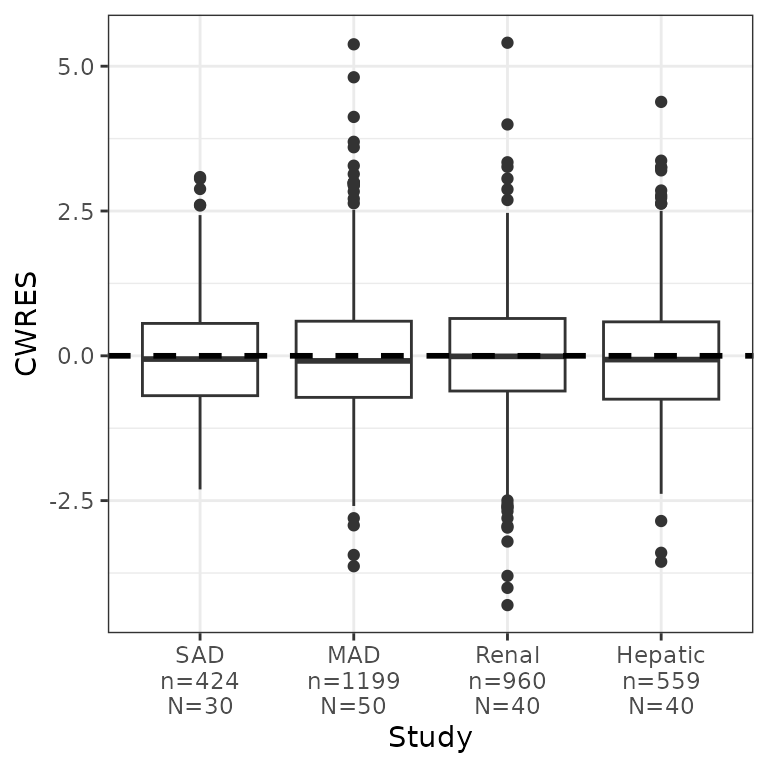 5.0
2.5
0.0
-2.5
CWRES
SAD MAD Renal Hepatic
n=424 n=1199 n=960 n=559
N=30 N=50 N=40 N=40
Study